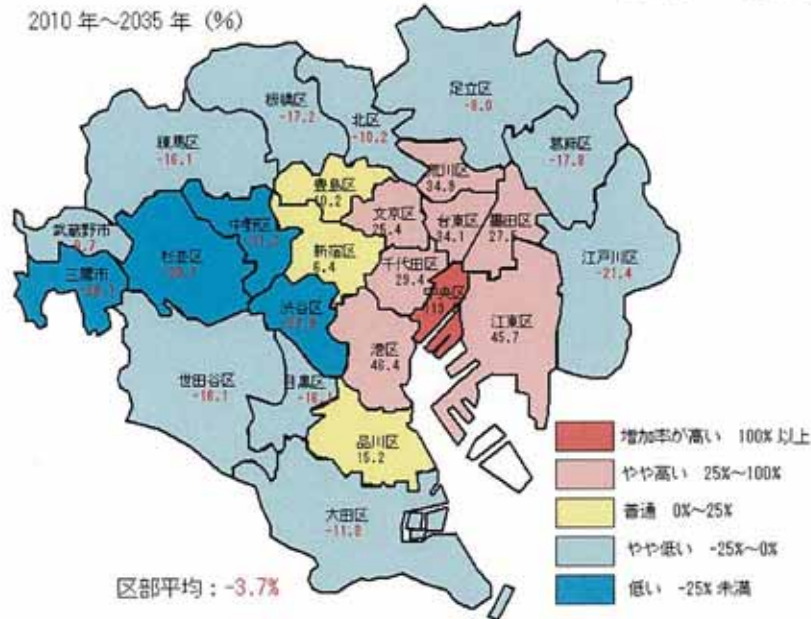 2010 年～2035 年 (%)
足立区
-8.0
板橋区
-17.2
北区
-10.2
葛飾区
-17.8
練馬区
-16.1
荒川区
34.8
豊島区
10.2
文京区
25.4
台東区
34.1
墨田区
武蔵野市
中野区
杉並区
新宿区
6.4
千代田区
29.4
江戸川区
-21.4
三鷹市
渋谷区
中央区
江東区
45.7
港区
46.4
世田谷区
-16.1
目黒区
品川区
15.2
大田区
-11.8
増加率が高い 100% 以上
やや高い 25%～100%
普通 0%～25%
やや低い -25%～0%
低い -25% 未満
区部平均：-3.7%